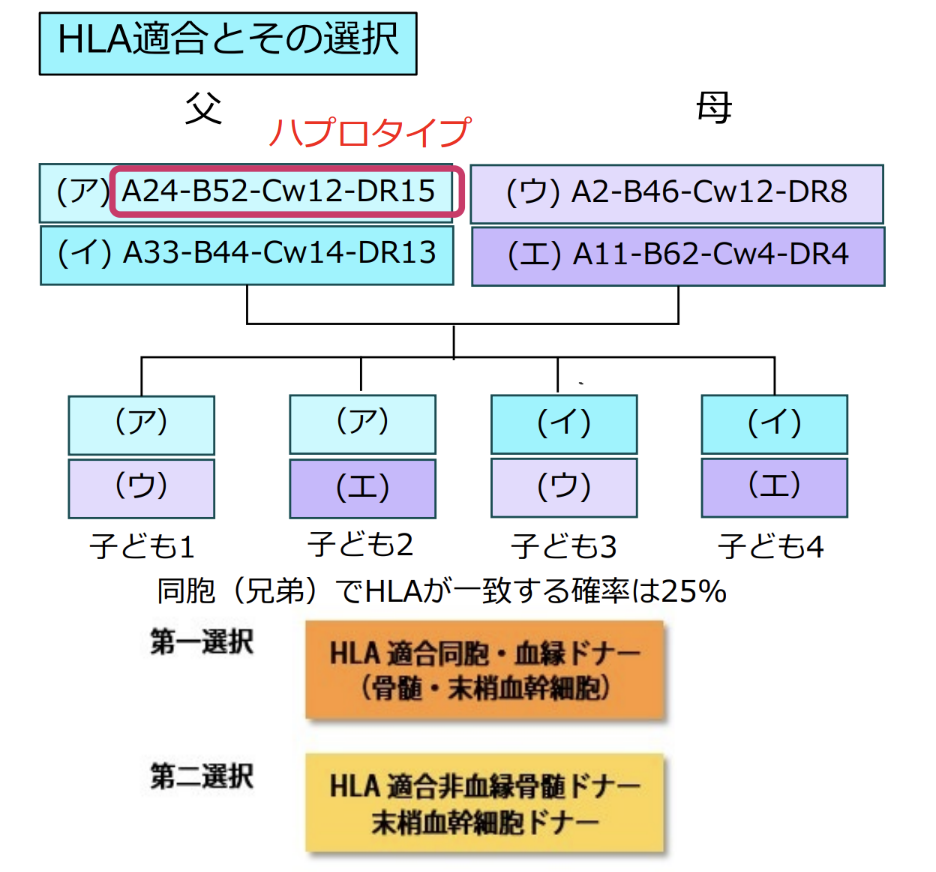 HLA適合とその選択
父
母
ハプロタイプ
(ア) A24-B52-Cw12-DR15
(ウ) A2-B46-Cw12-DR8
(イ) A33-B44-Cw14-DR13
(エ) A11-B62-Cw4-DR4
(ア)
(ア)
(イ)
(イ)
(ウ)
(エ)
(ウ)
(エ)
子ども1
子ども2
子ども3
子ども4
同胞（兄弟）でHLAが一致する確率は25%
第一選択
HLA 適合同胞・血縁ドナー
（骨髄・末梢血幹細胞）
第二選択
HLA 適合非血縁骨髄ドナー
末梢血幹細胞ドナー